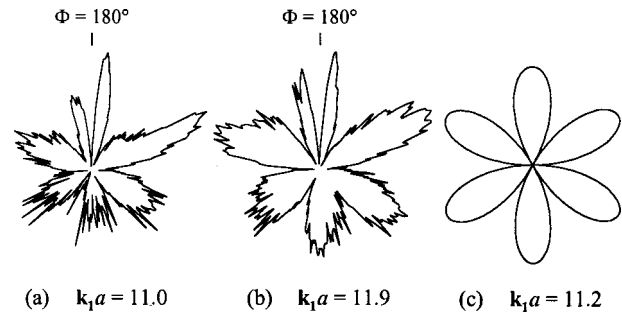 Φ = 180°
Φ = 180°
(a) k₁a = 11.0
(b) k₁a = 11.9
(c) k₁a = 11.2